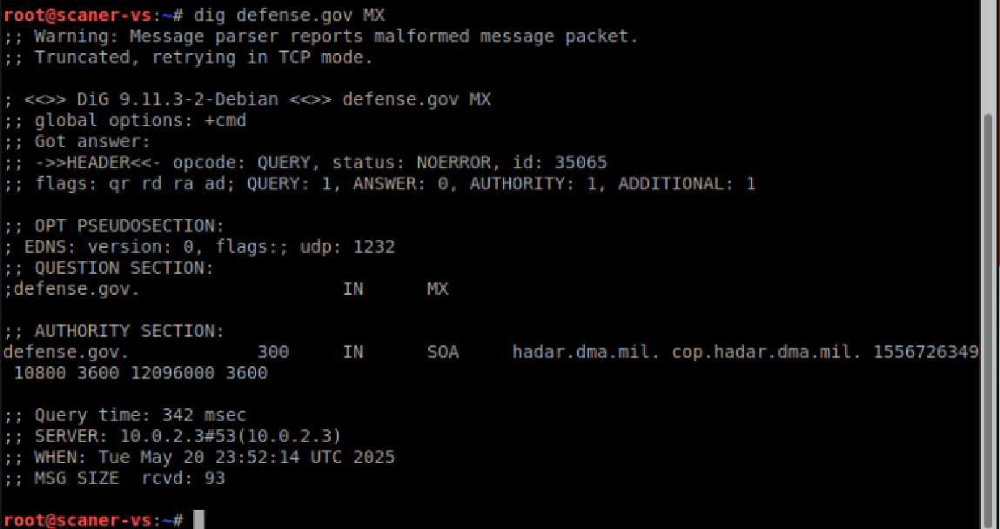 root@scaner-vs:~# dig defense.gov MX
;; Warning: Message parser reports malformed message packet.
;; Truncated, retrying in TCP mode.
; <<>> DiG 9.11.3-2-Debian <<>> defense.gov MX
;; global options: +cmd
;; Got answer:
;; ->>HEADER<<- opcode: QUERY, status: NOERROR, id: 35065
;; flags: qr rd ra ad; QUERY: 1, ANSWER: 0, AUTHORITY: 1, ADDITIONAL: 1
;; OPT PSEUDOSECTION:
; EDNS: version: 0, flags:; udp: 1232
;; QUESTION SECTION:
;defense.gov. IN MX
;; AUTHORITY SECTION:
defense.gov. 300 IN SOA hadar.dma.mil. cop.hadar.dma.mil. 1556726349
10800 3600 12096000 3600
;; Query time: 342 msec
;; SERVER: 10.0.2.3#53(10.0.2.3)
;; WHEN: Tue May 20 23:52:14 UTC 2025
;; MSG SIZE rcvd: 93
root@scaner-vs:~#